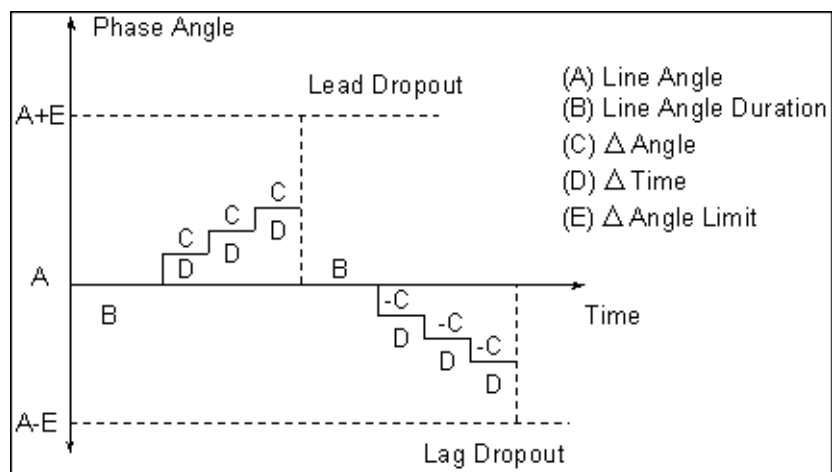 Phase Angle
Lead Dropout
A+E
(A) Line Angle
(B) Line Angle Duration
(C) △ Angle
(D) △ Time
(E) △ Angle Limit
C
C
C
D
D
D
A
B
B
Time
-C
-C
-C
D
D
D
A-E
Lag Dropout